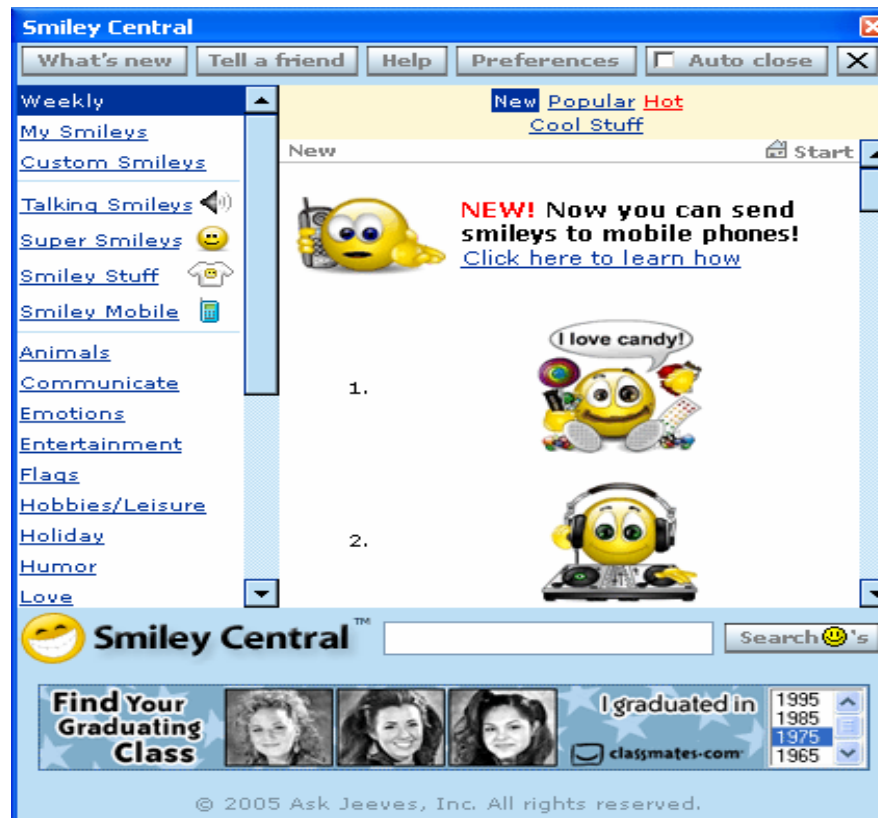 Smiley Central
What's new Tell a friend Help Preferences Auto close
Weekly
My Smileys
Custom Smileys
Talking Smileys
Super Smileys
Smiley Stuff
Smiley Mobile
Animals
Communicate
Emotions
Entertainment
Flags
Hobbies/Leisure
Holiday
Humor
Love
New Popular Hot
Cool Stuff
New Start
NEW! Now you can send
smileys to mobile phones!
Click here to learn how
I love candy!
1.
2.
Smiley Central™
Search 's
Find Your
Graduating
Class
I graduated in
classmates.com
1995
1985
1975
1965
© 2005 Ask Jeeves, Inc. All rights reserved.